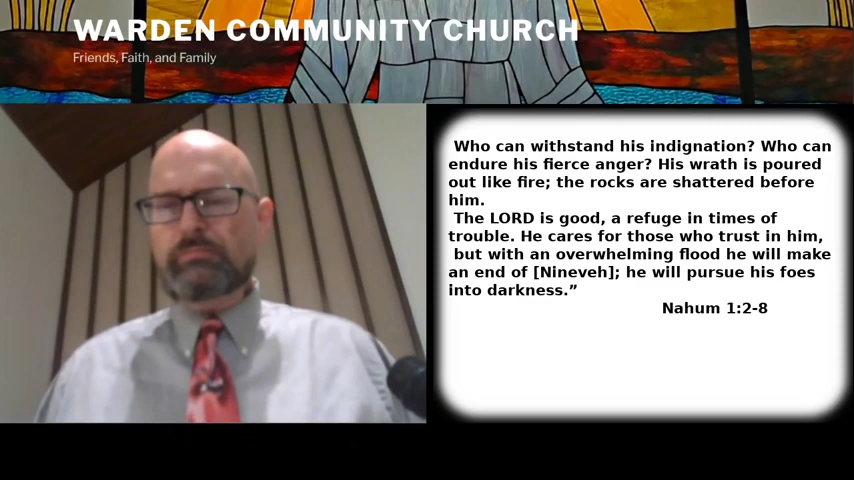 WARDEN COMMUNITY CHURCH
Friends, Faith, and Family
Who can withstand his indignation? Who can
endure his fierce anger? His wrath is poured
out like fire; the rocks are shattered before
him.
The LORD is good, a refuge in times of
trouble. He cares for those who trust in him,
but with an overwhelming flood he will make
an end of [Nineveh]; he will pursue his foes
into darkness.”
Nahum 1:2-8